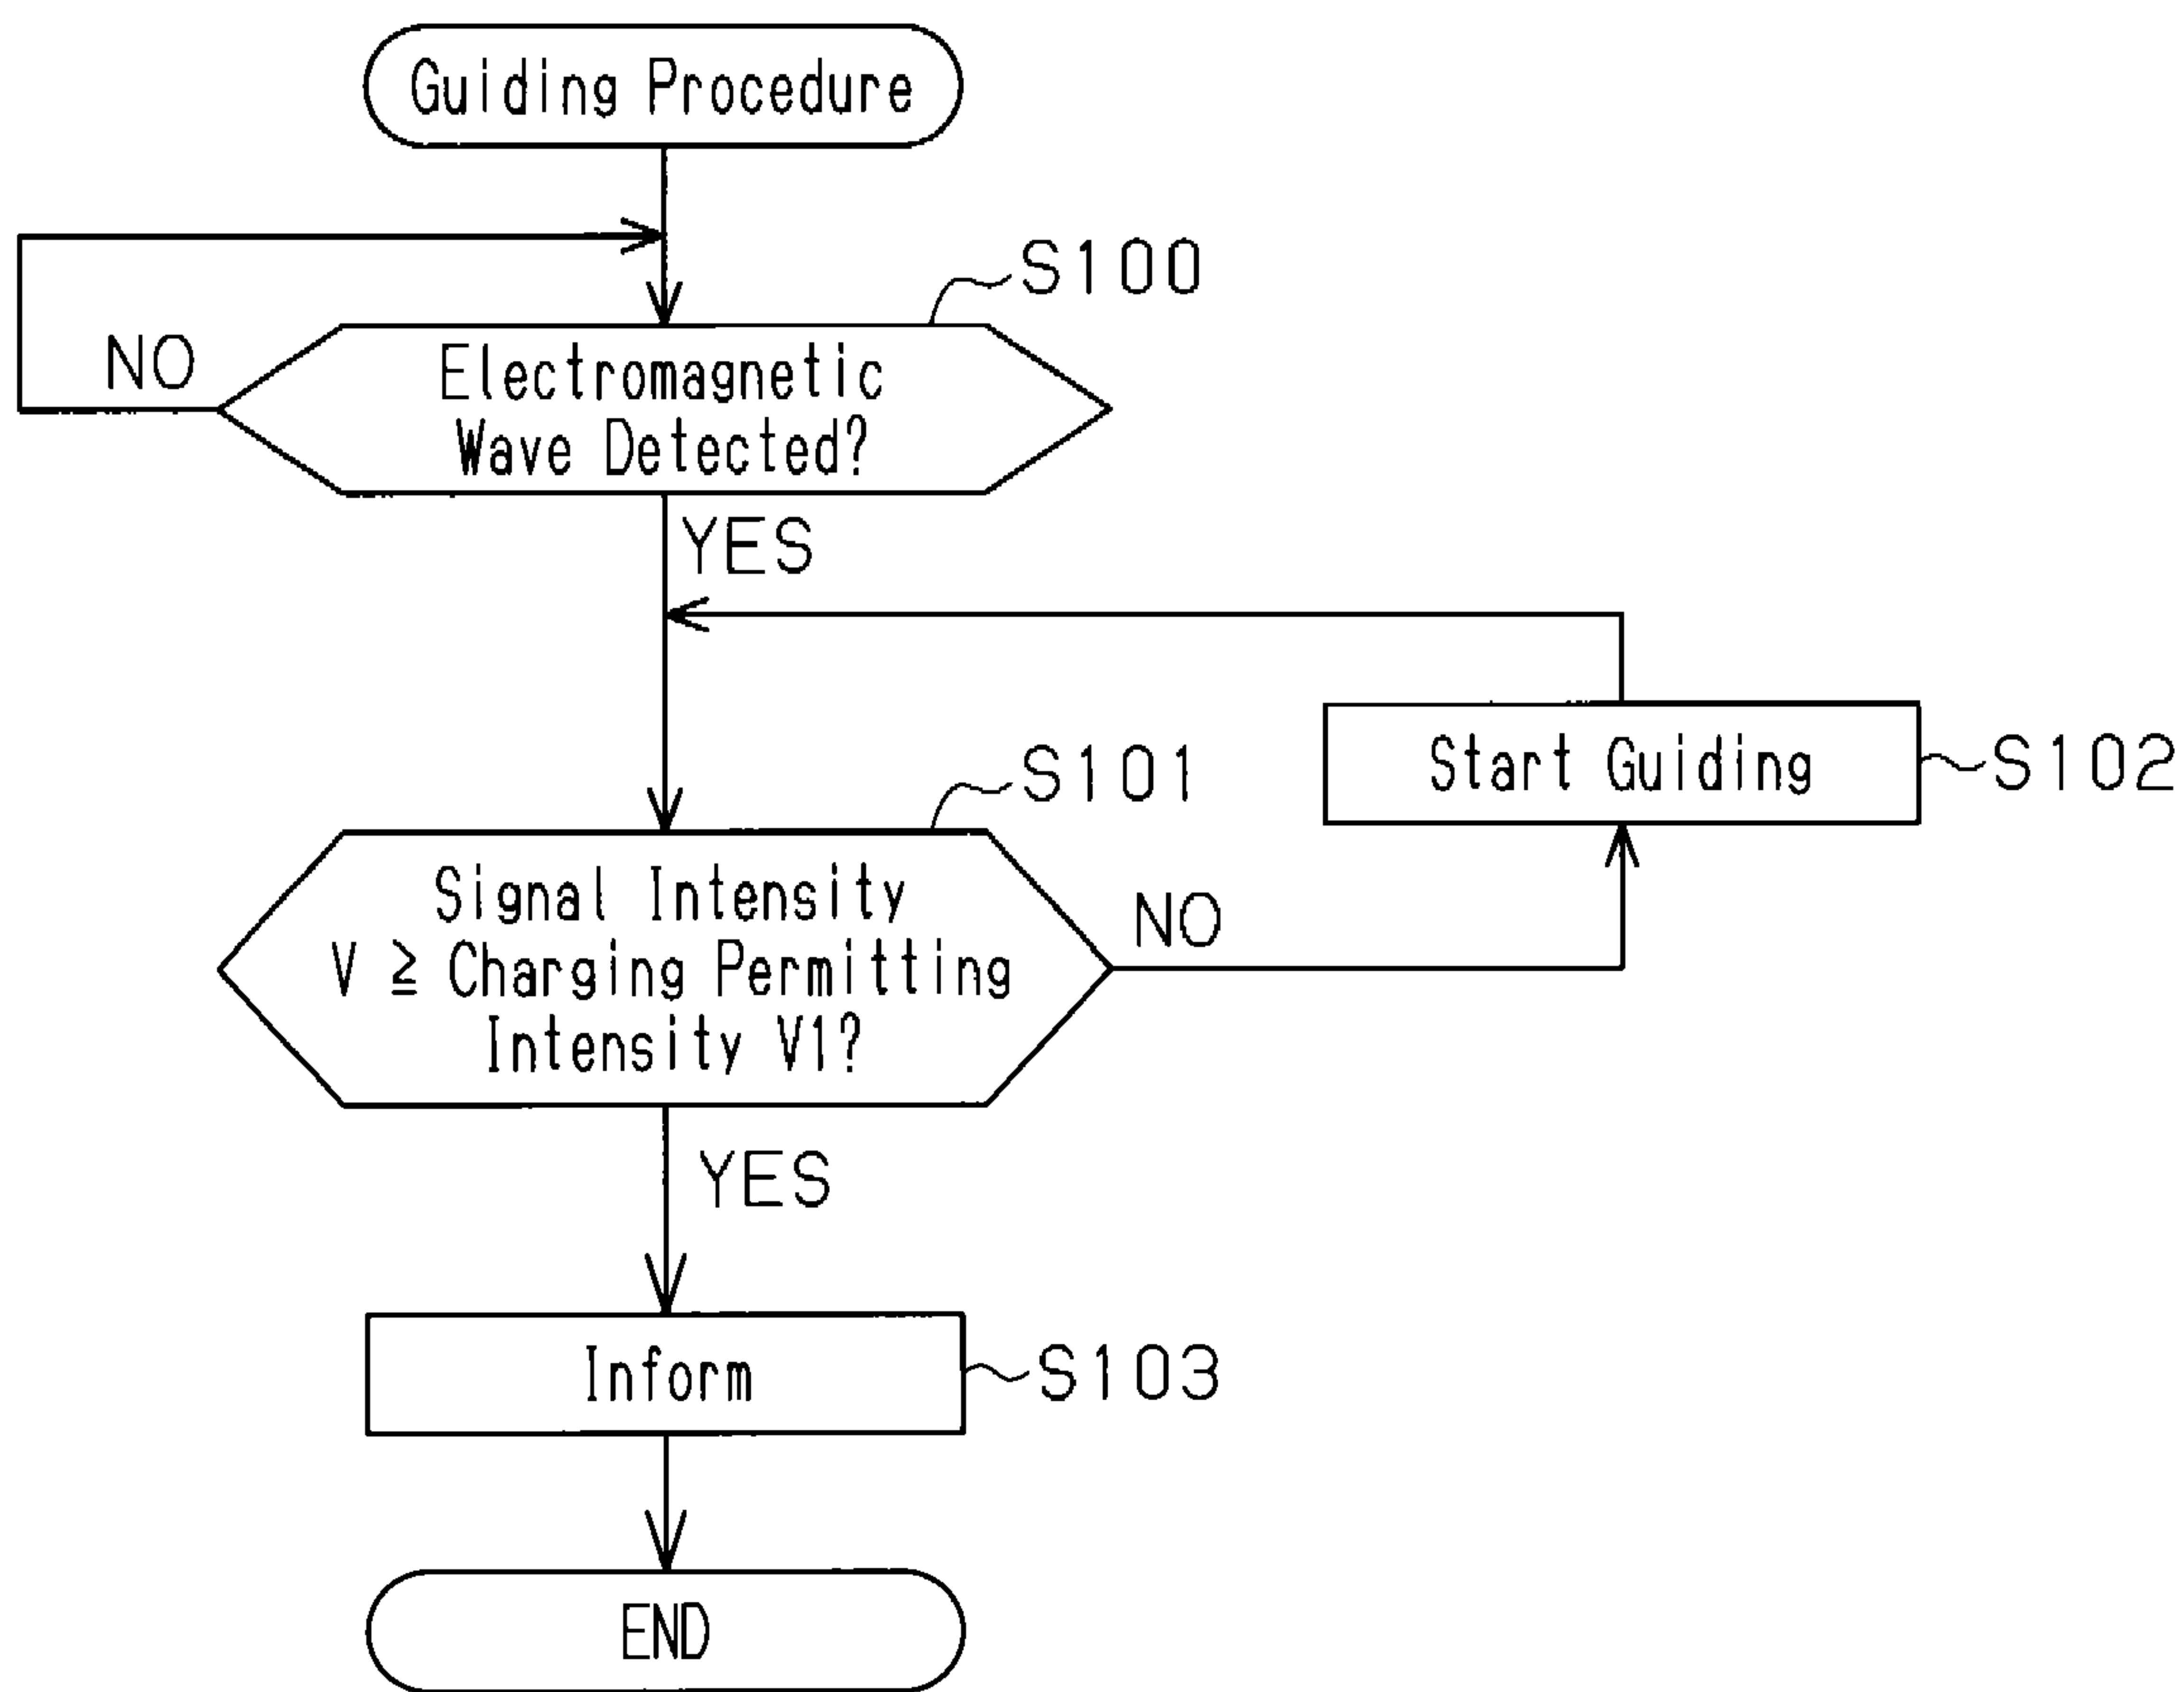 Guiding Procedure
S100
NO
Electromagnetic
Wave Detected?
YES
Start Guiding
S102
S101
Signal Intensity
V ≧ Charging Permitting
Intensity V1?
NO
YES
Inform
S103
END